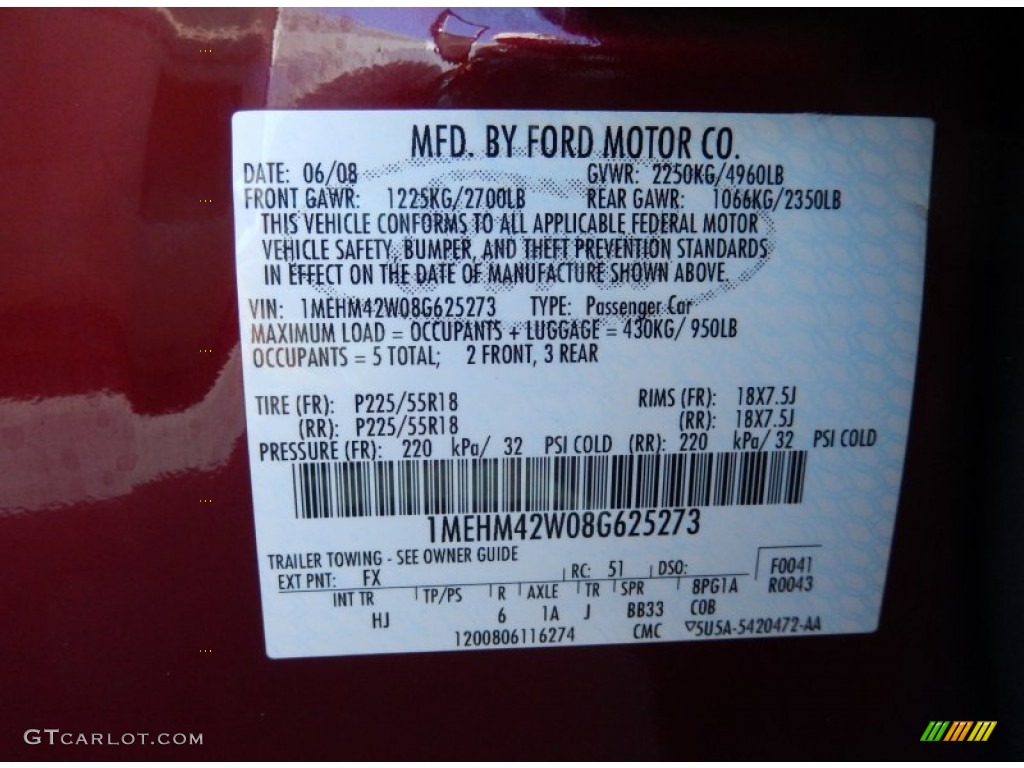 MFD. BY FORD MOTOR CO.
DATE: 06/08 GVWR: 2250KG/4960LB
FRONT GAWR: 1225KG/2700LB REAR GAWR: 1066KG/2350LB
THIS VEHICLE CONFORMS TO ALL APPLICABLE FEDERAL MOTOR
VEHICLE SAFETY, BUMPER, AND THEFT PREVENTION STANDARDS
IN EFFECT ON THE DATE OF MANUFACTURE SHOWN ABOVE.
VIN: 1MEHM42W08G625273 TYPE: Passenger Car
MAXIMUM LOAD = OCCUPANTS + LUGGAGE = 430KG/ 950LB
OCCUPANTS = 5 TOTAL; 2 FRONT, 3 REAR
TIRE (FR): P225/55R18 RIMS (FR): 18X7.5J
(RR): P225/55R18 (RR): 18X7.5J
PRESSURE (FR): 220 kPa/ 32 PSI COLD (RR): 220 kPa/ 32 PSI COLD
1MEHM42W08G625273
TRAILER TOWING - SEE OWNER GUIDE
EXT PNT: FX RC: 51 DSO: F0041
INT TR TP/PS R AXLE TR SPR 8PG1A R0043
HJ 6 1A J BB33 COB
1200806116274 CMC 5U5A-5420472-AA
GTCARLOT.COM